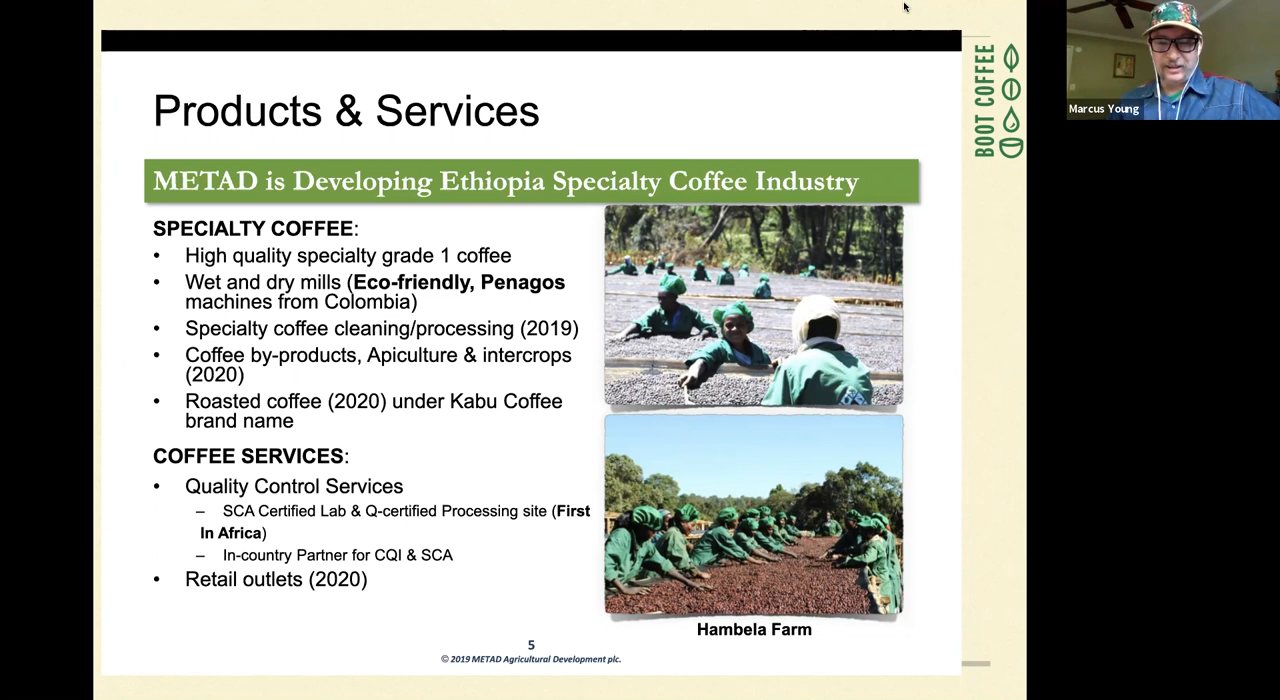 Products & Services
METAD is Developing Ethiopia Specialty Coffee Industry
SPECIALTY COFFEE:
• High quality specialty grade 1 coffee
• Wet and dry mills (Eco-friendly, Penagos
machines from Colombia)
• Specialty coffee cleaning/processing (2019)
• Coffee by-products, Apiculture & intercrops
(2020)
• Roasted coffee (2020) under Kabu Coffee
brand name
COFFEE SERVICES:
• Quality Control Services
– SCA Certified Lab & Q-certified Processing site (First
In Africa)
– In-country Partner for CQI & SCA
• Retail outlets (2020)
Hambela Farm
5
© 2019 METAD Agricultural Development plc.
BOOT COFFEE
Marcus Young